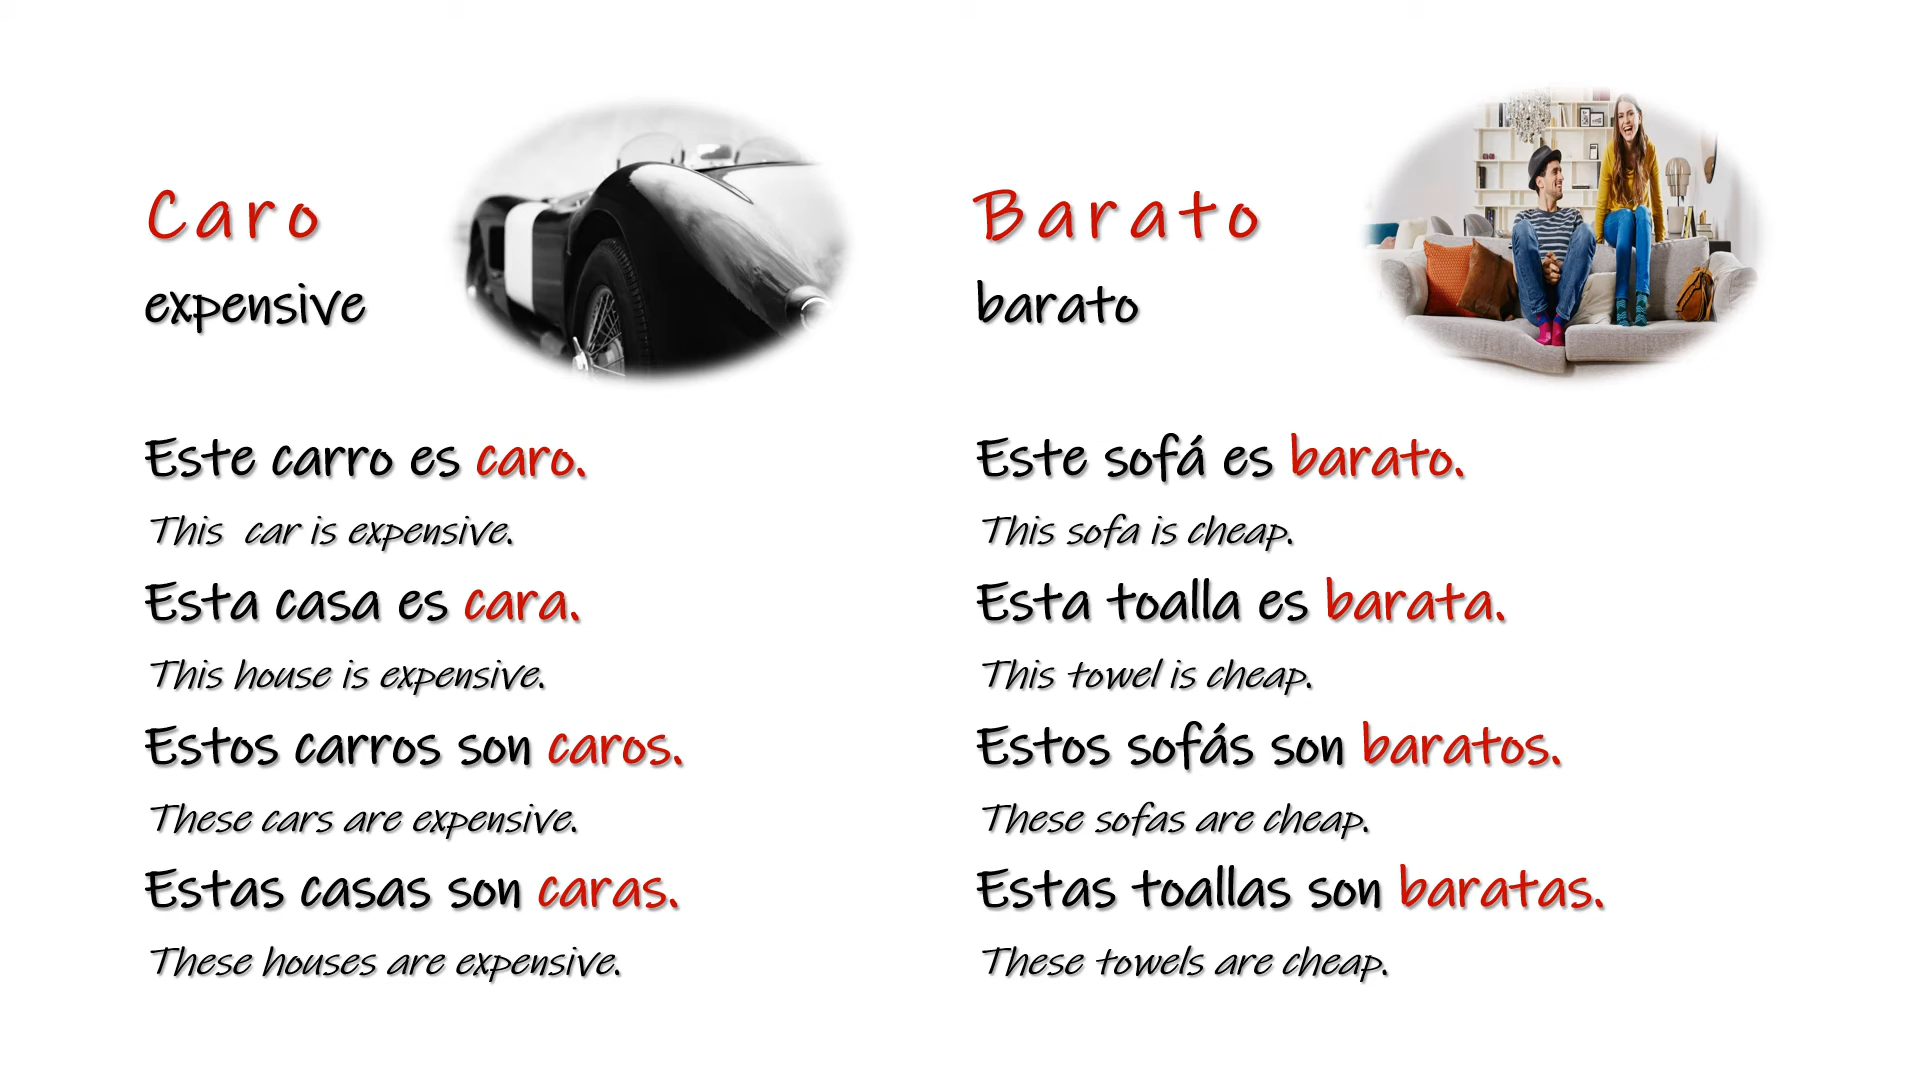 Caro
expensive
Este carro es caro.
This car is expensive.
Esta casa es cara.
This house is expensive.
Estos carros son caros.
These cars are expensive.
Estas casas son caras.
These houses are expensive.
Barato
barato
Este sofá es barato.
This sofa is cheap.
Esta toalla es barata.
This towel is cheap.
Estos sofás son baratos.
These sofas are cheap.
Estas toallas son baratas.
These towels are cheap.